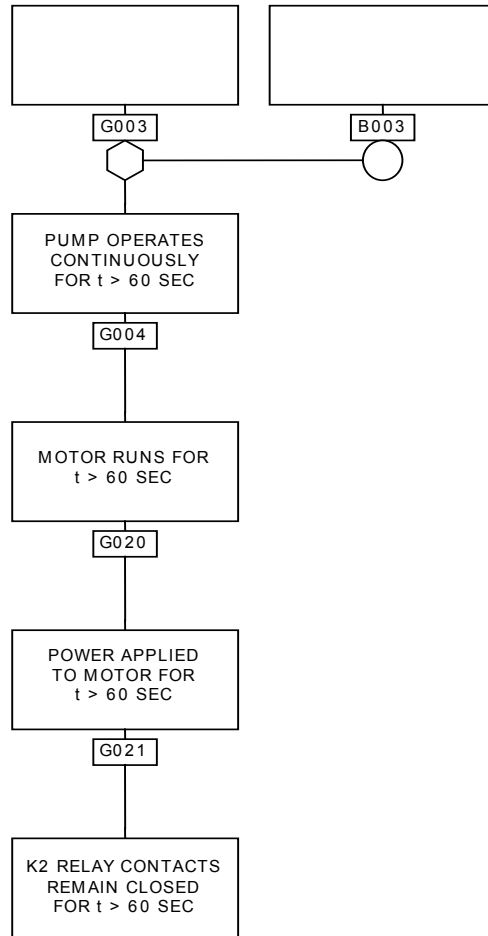 G003
B003
PUMP OPERATES
CONTINUOUSLY
FOR t > 60 SEC
G004
MOTOR RUNS FOR
t > 60 SEC
G020
POWER APPLIED
TO MOTOR FOR
t > 60 SEC
G021
K2 RELAY CONTACTS
REMAIN CLOSED
FOR t > 60 SEC